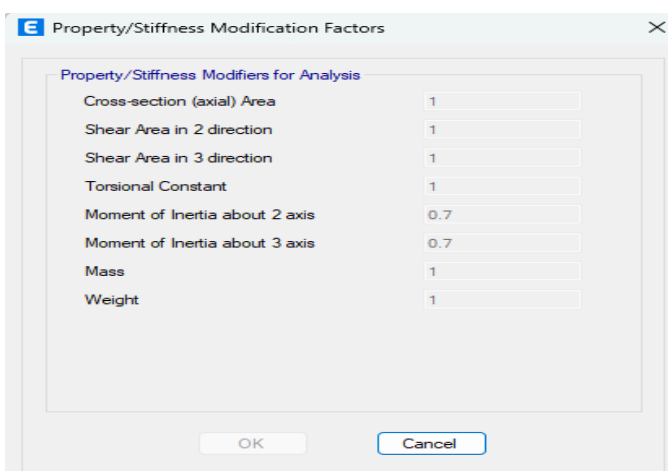 E Property/Stiffness Modification Factors
Property/Stiffness Modifiers for Analysis
Cross-section (axial) Area 1
Shear Area in 2 direction 1
Shear Area in 3 direction 1
Torsional Constant 1
Moment of Inertia about 2 axis 0.7
Moment of Inertia about 3 axis 0.7
Mass 1
Weight 1
OK Cancel